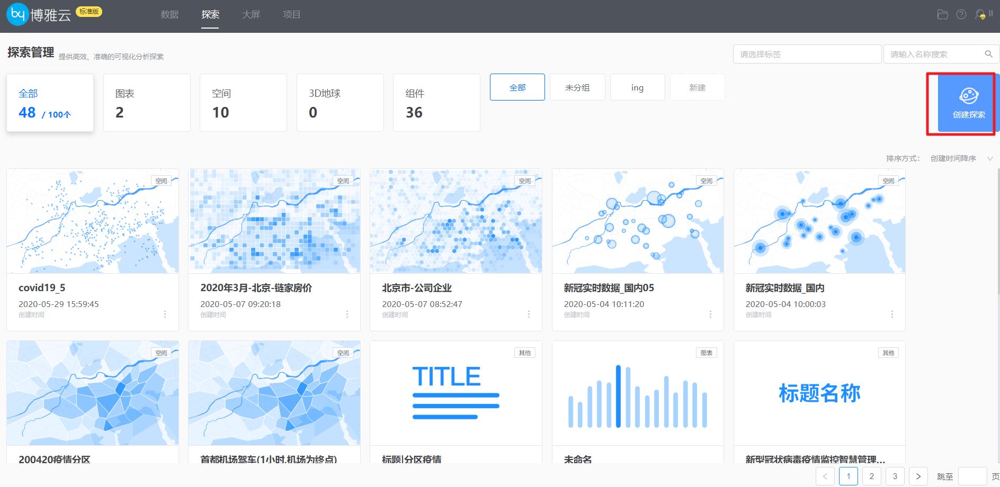 by 博雅云 标准版 数据 探索 大屏 项目
探索管理 提供高效、准确的可视化分析探索 请选择标签 请输入名称搜索
全部 图表 空间 3D地球 组件 全部 未分组 ing 新建
48 / 100个 2 10 0 36 创建探索
排序方式： 创建时间降序
空间 空间 空间 空间 空间
covid19_5 2020年3月-北京-链家房价 北京市-公司企业 新冠实时数据_国内05 新冠实时数据_国内
2020-05-29 15:59:45 2020-05-07 09:20:18 2020-05-07 08:52:47 2020-05-04 10:11:20 2020-05-04 10:00:03
创建时间 创建时间 创建时间 创建时间 创建时间
空间 空间 其他 图表 其他
TITLE
标题名称
200420疫情分区 首都机场驾车(1小时,机场为终点) 标题|分区疫情 未命名 新型冠状病毒疫情监控智慧管理...
1 2 3 跳至 页